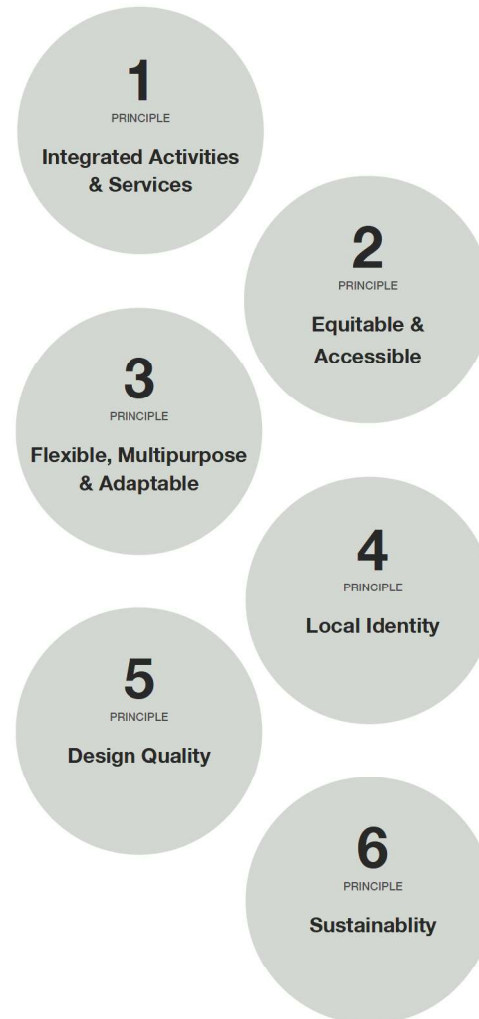 1
PRINCIPLE
Integrated Activities
& Services
2
PRINCIPLE
Equitable &
Accessible
3
PRINCIPLE
Flexible, Multipurpose
& Adaptable
4
PRINCIPLE
Local Identity
5
PRINCIPLE
Design Quality
6
PRINCIPLE
Sustainablity